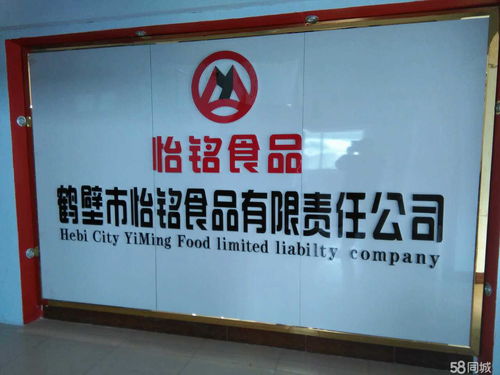 怡铭食品
鹤壁市怡铭食品有限责任公司
Hebi City YiMing Food limited liabilty company
58同城